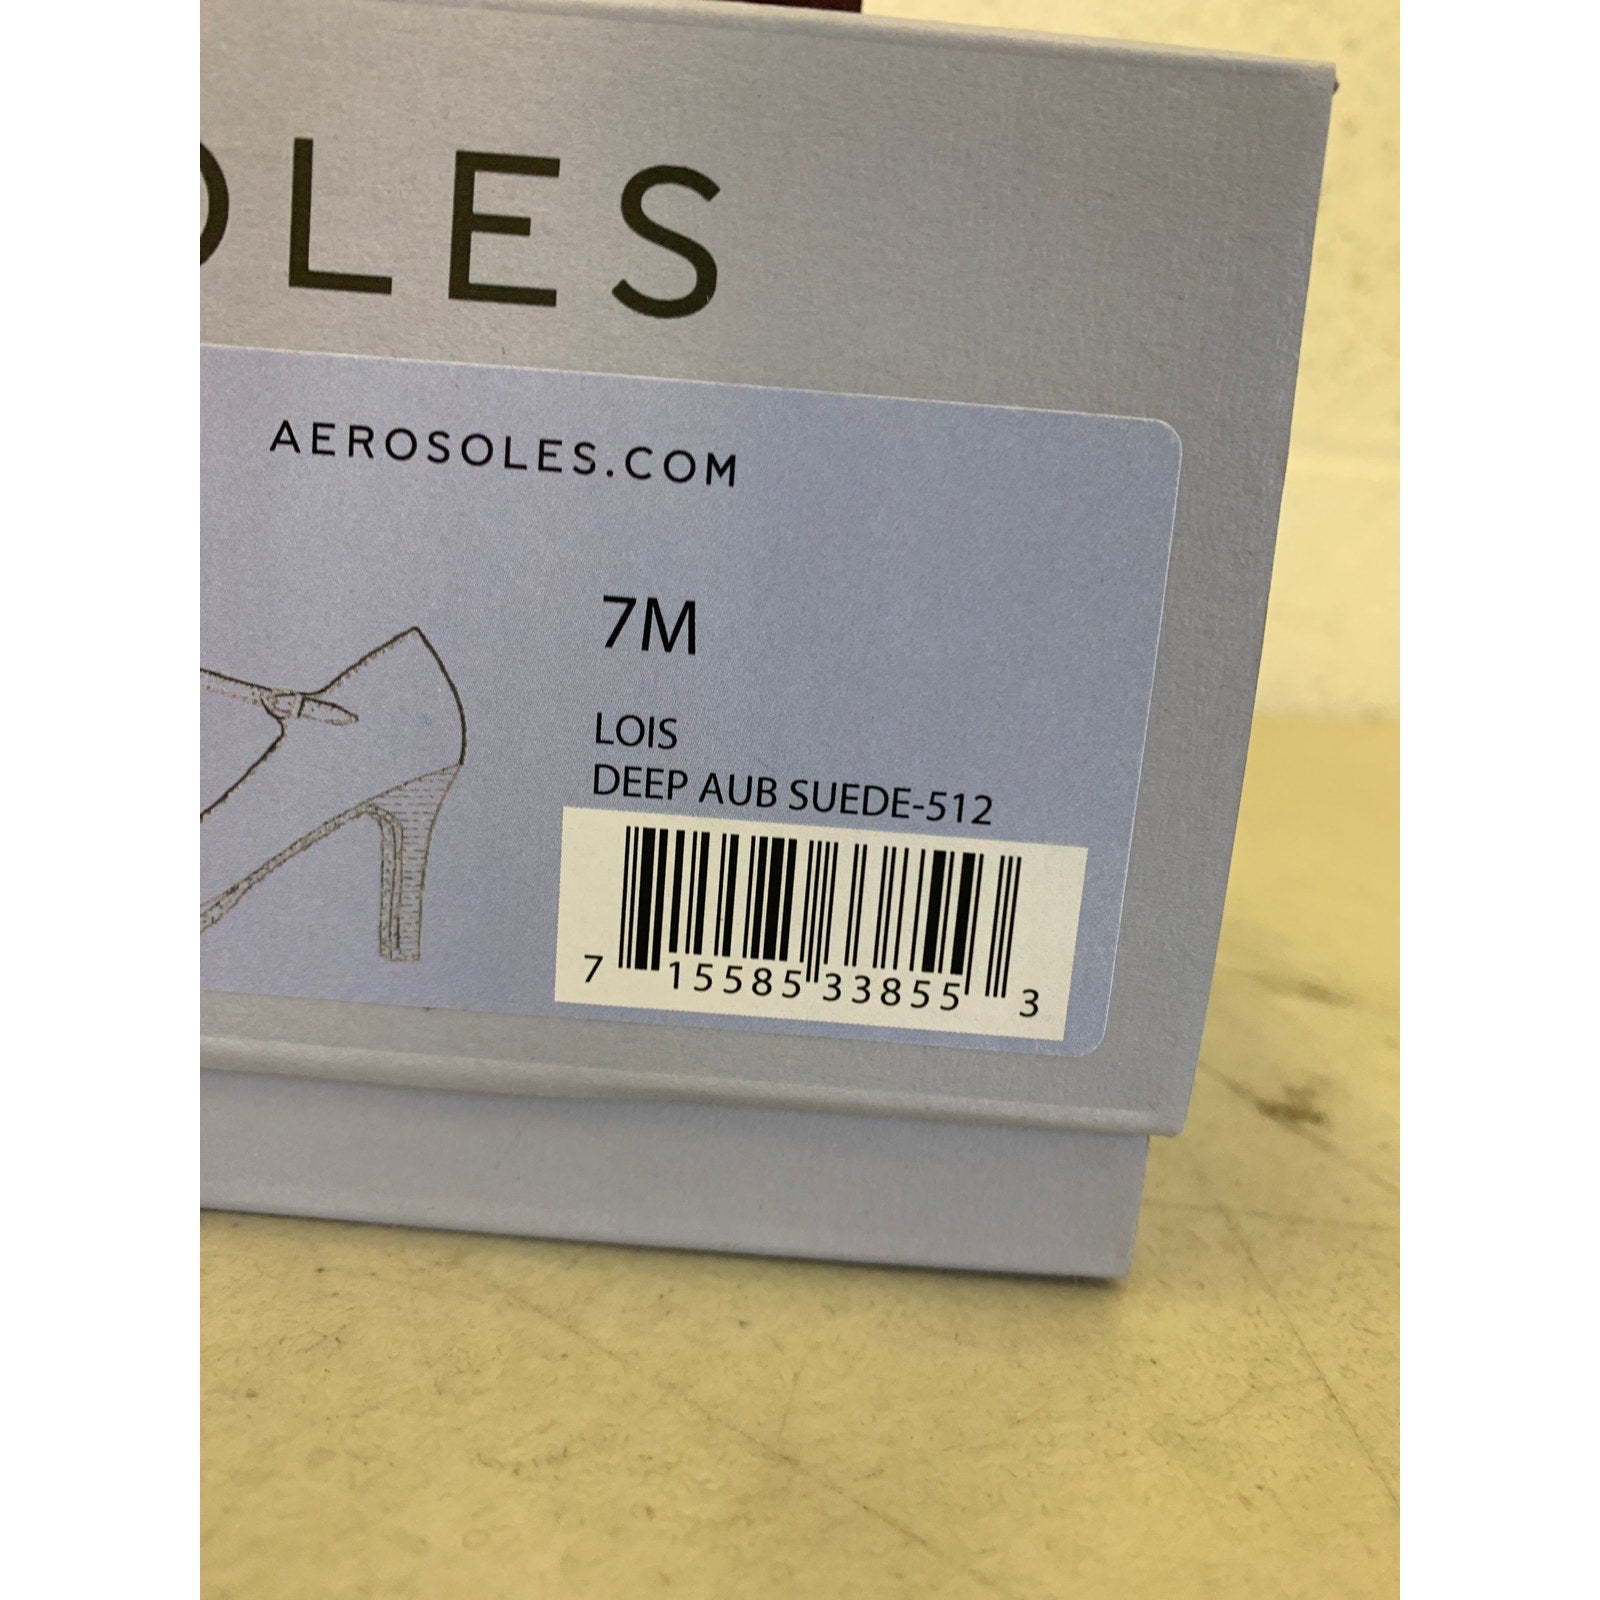 OLES
AEROSOLES.COM
7M
LOIS
DEEP AUB SUEDE-512
7 15585 33855 3